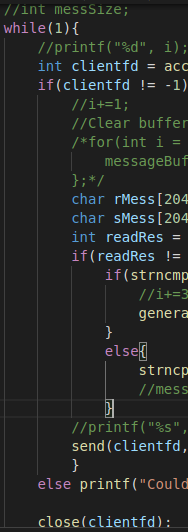 //int messSize;
while(1){
//printf("%d", i);
int clientfd = acc
if(clientfd != -1)
//i+=1;
//Clear buffer
/*for(int i =
messageBuf
};*/
char rMess[204
char sMess[204
int readRes =
if(readRes !=
if(strncmp
//i+=3
genera
}
else{
strncp
//mess
}
//printf("%s",
send(clientfd,
}
else printf("Could
close(clientfd);